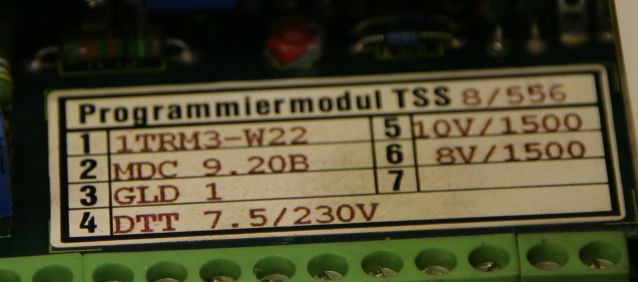 Programmiermodul TSS 8/556
1 1TRM3-W22 5 10V/1500
2 MDC 9.20B 6 8V/1500
3 GLD 1 7
4 DTT 7.5/230V